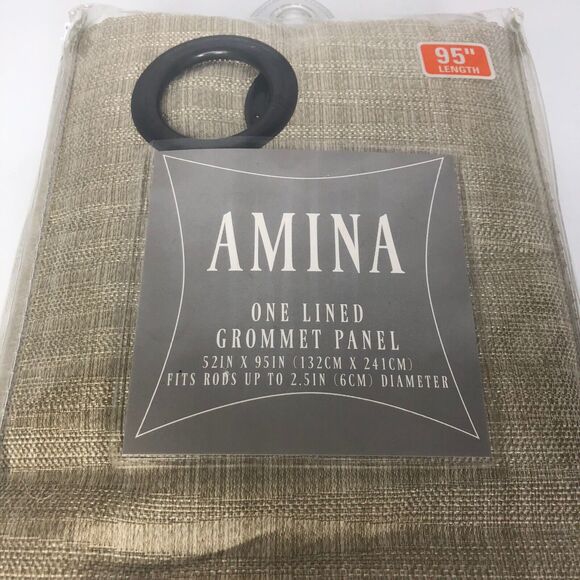 95"
LENGTH
AMINA
ONE LINED
GROMMET PANEL
52IN X 95IN (132CM X 241CM)
FITS RODS UP TO 2.5IN (6CM) DIAMETER